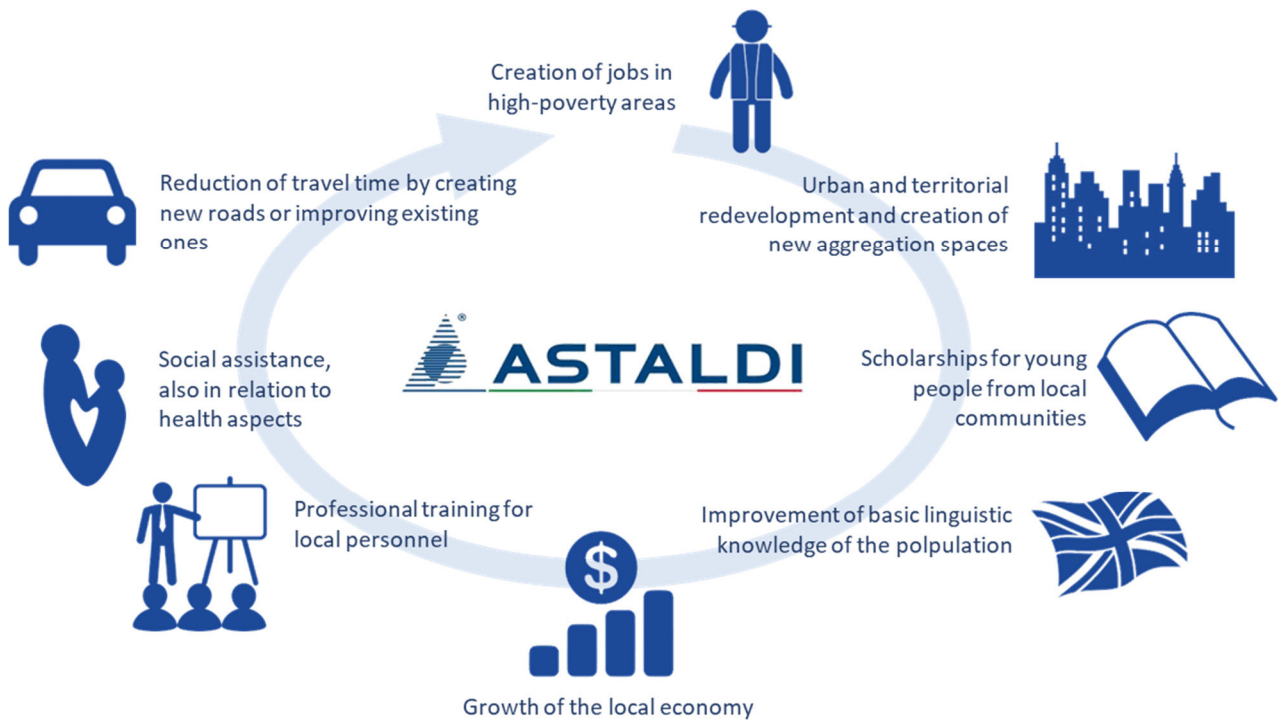 Creation of jobs in
high-poverty areas
Urban and territorial
redevelopment and creation of
new aggregation spaces
Scholarships for young
people from local
communities
Improvement of basic linguistic
knowledge of the polpulation
$
Growth of the local economy
Professional training for
local personnel
Social assistance,
also in relation to
health aspects
Reduction of travel time by creating
new roads or improving existing
ones
ASTALDI
®